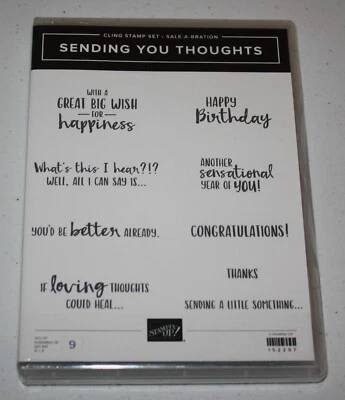 CLING STAMP SET • SALE-A-BRATION
SENDING YOU THOUGHTS
WITH A
GREAT BIG WISH
—FOR—
happiness
HAPPY
Birthday
What's this I hear?!?
WELL, ALL I CAN SAY IS...
ANOTHER
sensational
YEAR OF YOU!
YOU'D BE better ALREADY.
CONGRATULATIONS!
IF loving THOUGHTS
COULD HEAL...
THANKS
SENDING A LITTLE SOMETHING...
9
STAMPIN' UP!
152297